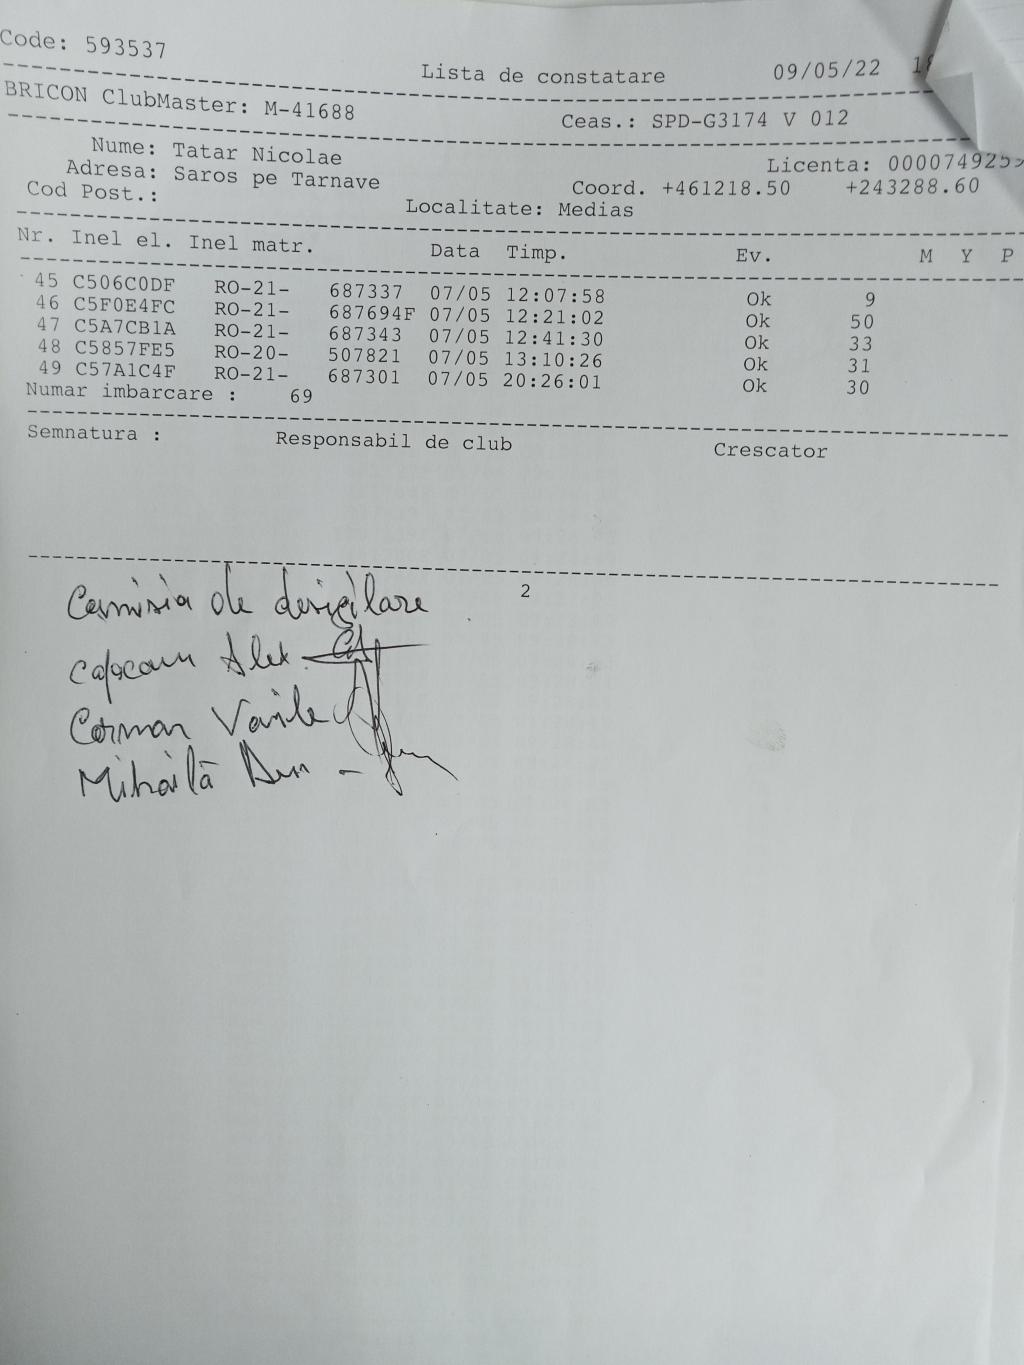 Code: 593537
Lista de constatare 09/05/22
BRICON ClubMaster: M-41688 Ceas.: SPD-G3174 V 012
Nume: Tatar Nicolae Licenta: 0000749259
Adresa: Saros pe Tarnave Coord. +461218.50 +243288.60
Cod Post.: Localitate: Medias
Nr. Inel el. Inel matr. Data Timp. Ev. M Y P
45 C506C0DF RO-21- 687337 07/05 12:07:58 Ok 9
46 C5F0E4FC RO-21- 687694F 07/05 12:21:02 Ok 50
47 C5A7CB1A RO-21- 687343 07/05 12:41:30 Ok 33
48 C5857FE5 RO-20- 507821 07/05 13:10:26 Ok 31
49 C57A1C4F RO-21- 687301 07/05 20:26:01 Ok 30
Numar imbarcare : 69
Semnatura : Responsabil de club Crescator
2
Comisia de desigilare
Alex
Corman Vasile
Mihăilă Dan -